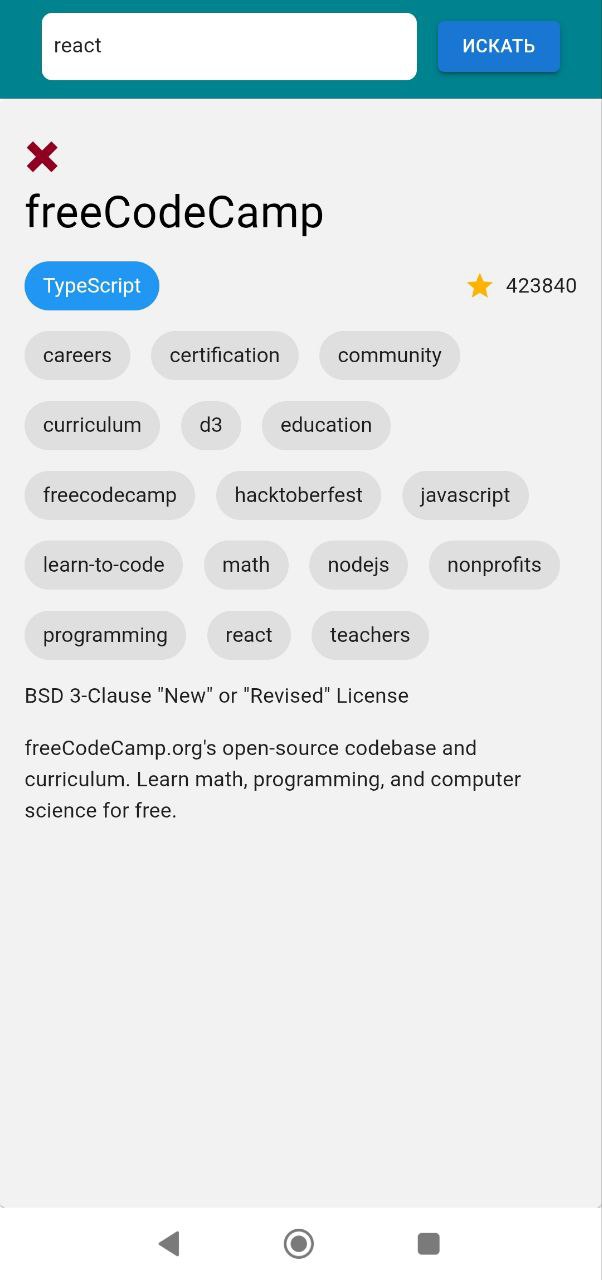 react
ИСКАТЬ
freeCodeCamp
TypeScript 423840
careers certification community
curriculum d3 education
freecodecamp hacktoberfest javascript
learn-to-code math nodejs nonprofits
programming react teachers
BSD 3-Clause "New" or "Revised" License
freeCodeCamp.org's open-source codebase and
curriculum. Learn math, programming, and computer
science for free.